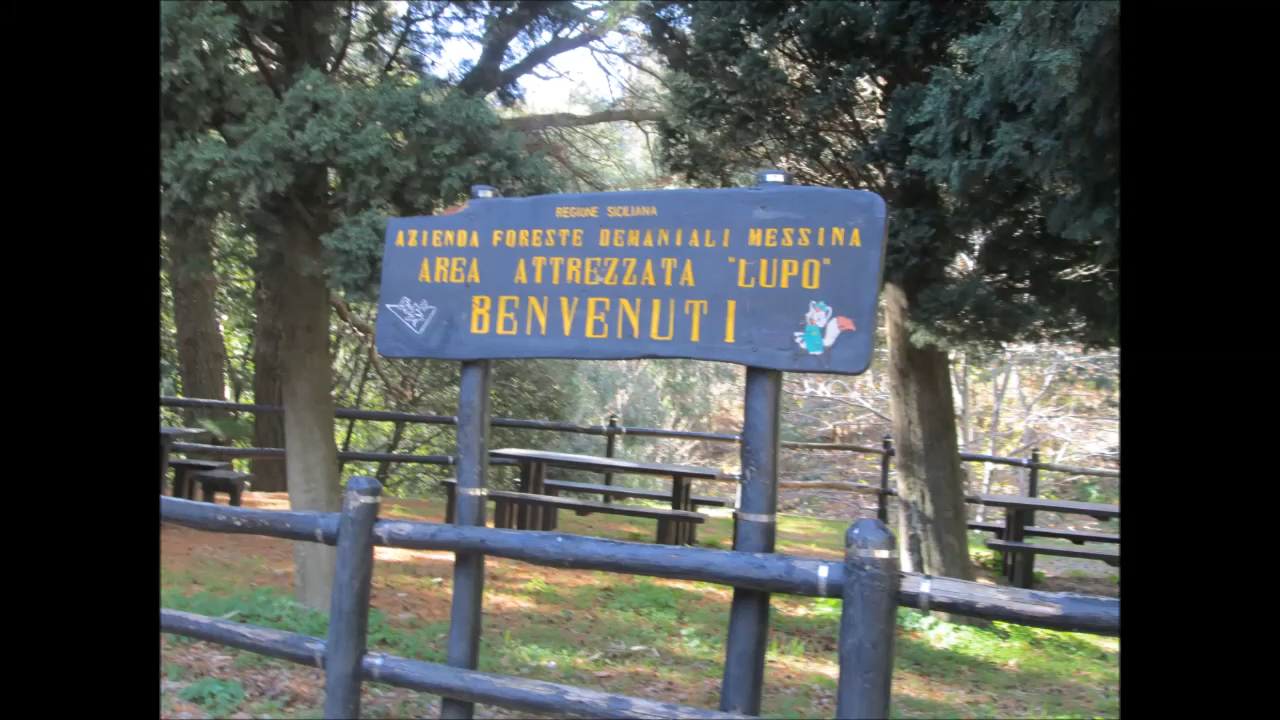 REGIONE SICILIANA
AZIENDA FORESTE DEMANIALI MESSINA
AREA ATTREZZATA "LUPO"
BENVENUTI